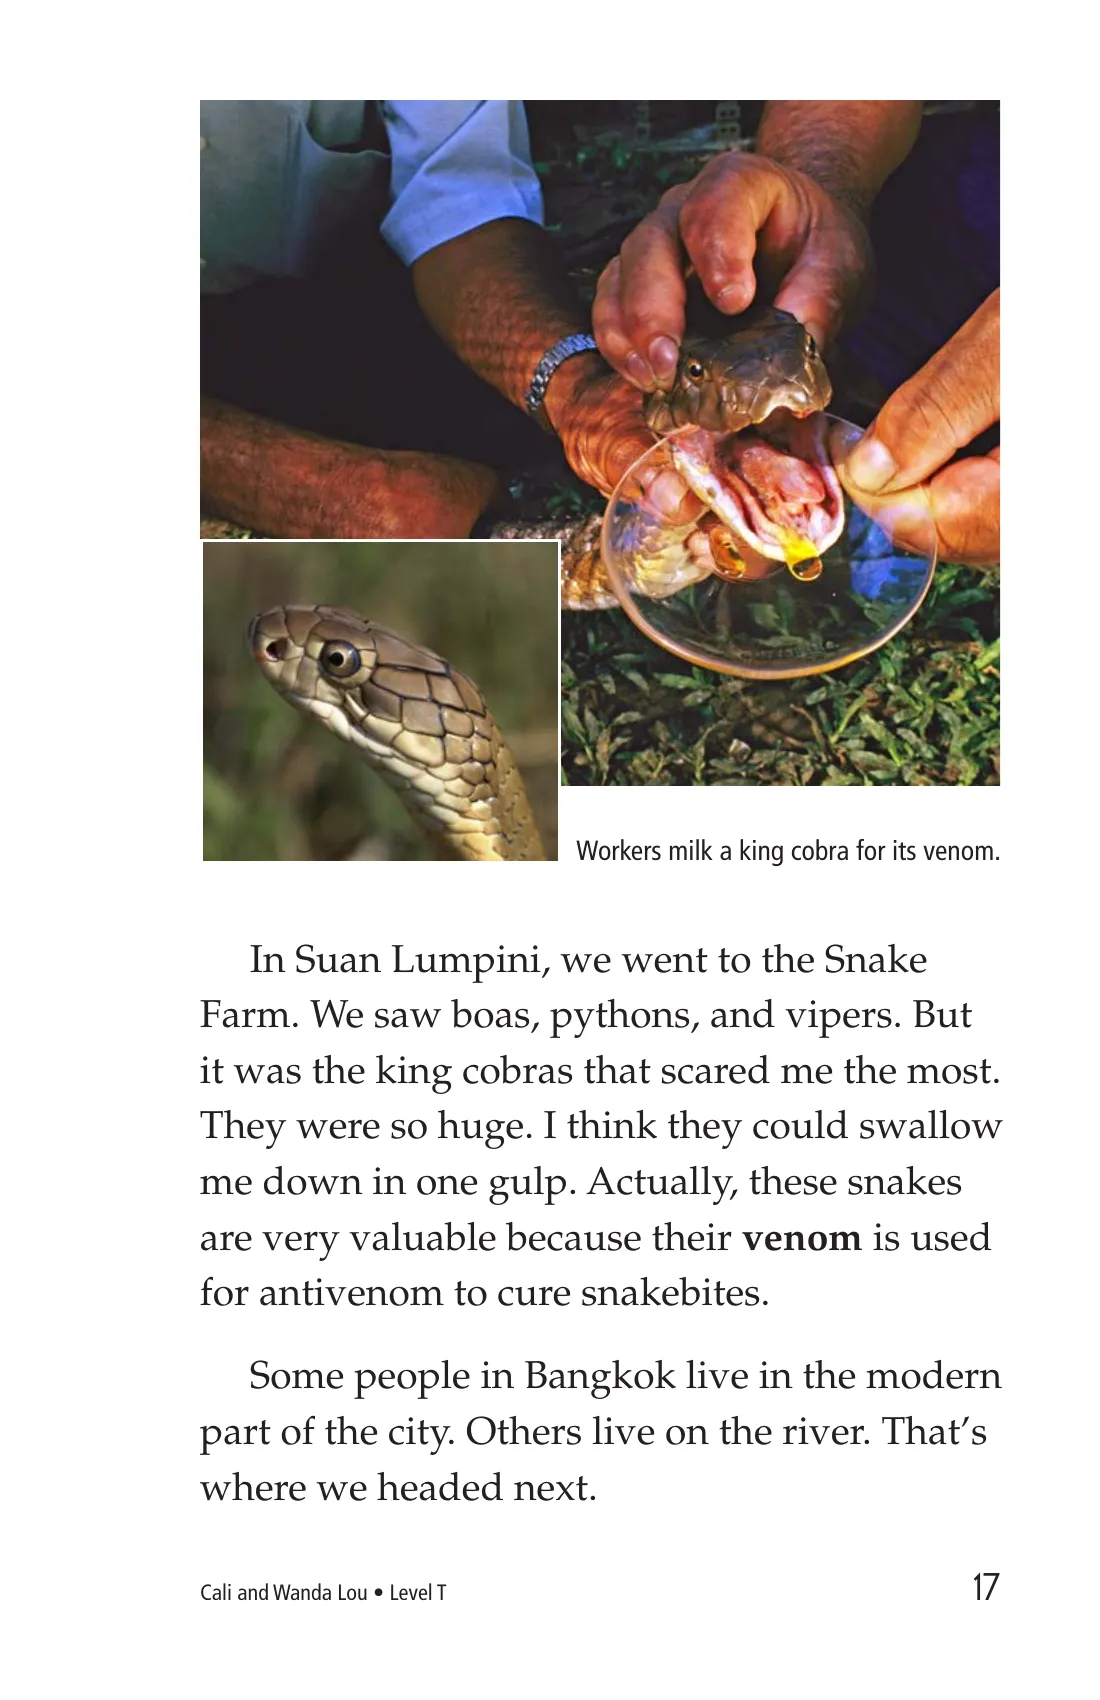 Workers milk a king cobra for its venom.
In Suan Lumpini, we went to the Snake
Farm. We saw boas, pythons, and vipers. But
it was the king cobras that scared me the most.
They were so huge. I think they could swallow
me down in one gulp. Actually, these snakes
are very valuable because their venom is used
for antivenom to cure snakebites.
Some people in Bangkok live in the modern
part of the city. Others live on the river. That’s
where we headed next.
Cali and Wanda Lou • Level T
17